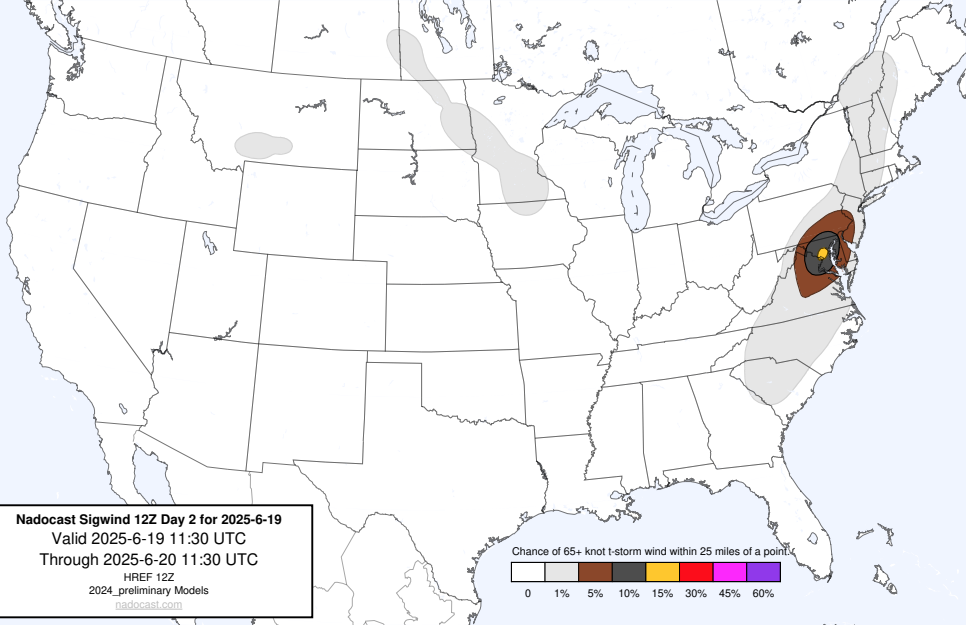 Nadocast Sigwind 12Z Day 2 for 2025-6-19
Valid 2025-6-19 11:30 UTC
Through 2025-6-20 11:30 UTC
HREF 12Z
2024_preliminary Models
nadocast.com
Chance of 65+ knot t-storm wind within 25 miles of a point.
0 1% 5% 10% 15% 30% 45% 60%